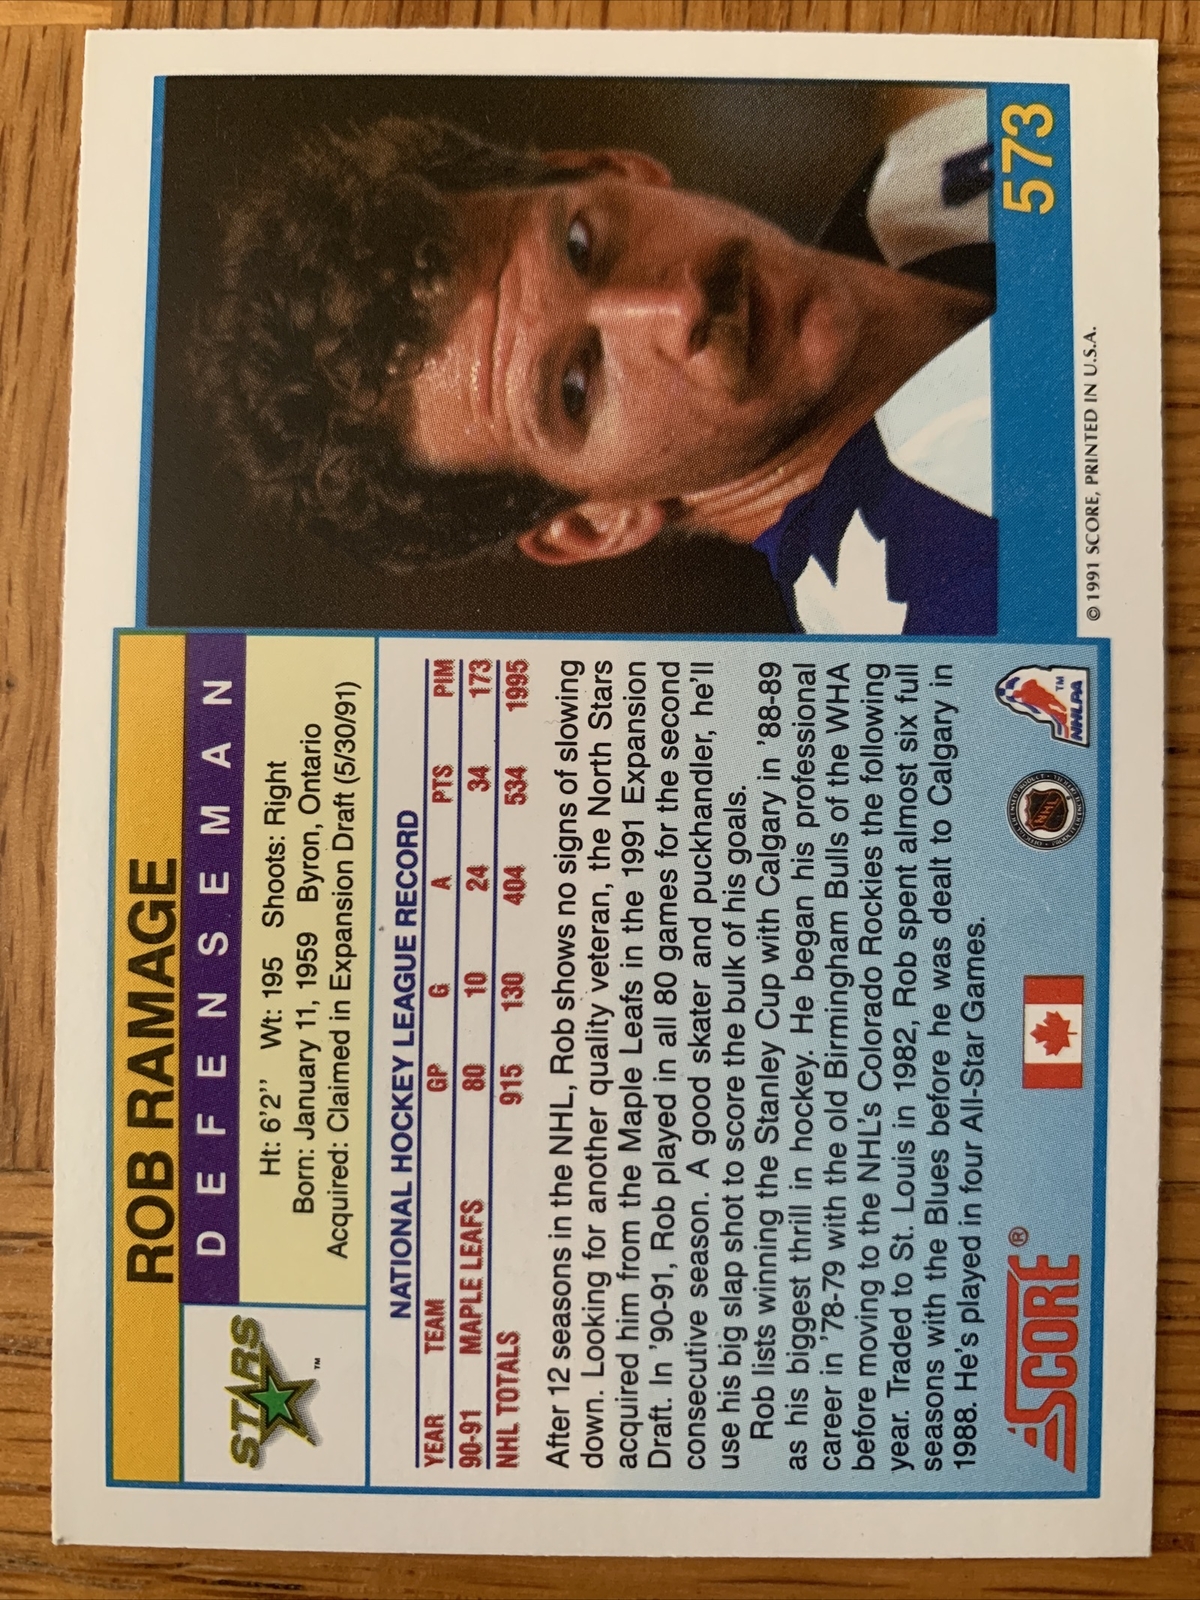 ROB RAMAGE
STARS
TM
DEFENSEMAN
Ht: 6'2" Wt: 195 Shoots: Right
Born: January 11, 1959 Byron, Ontario
Acquired: Claimed in Expansion Draft (5/30/91)
NATIONAL HOCKEY LEAGUE RECORD
YEAR TEAM GP G A PTS PIM
90-91 MAPLE LEAFS 80 10 24 34 173
NHL TOTALS 915 130 404 534 1995
After 12 seasons in the NHL, Rob shows no signs of slowing
down. Looking for another quality veteran, the North Stars
acquired him from the Maple Leafs in the 1991 Expansion
Draft. In '90-91, Rob played in all 80 games for the second
consecutive season. A good skater and puckhandler, he'll
use his big slap shot to score the bulk of his goals.
Rob lists winning the Stanley Cup with Calgary in '88-89
as his biggest thrill in hockey. He began his professional
career in '78-79 with the old Birmingham Bulls of the WHA
before moving to the NHL's Colorado Rockies the following
year. Traded to St. Louis in 1982, Rob spent almost six full
seasons with the Blues before he was dealt to Calgary in
1988. He's played in four All-Star Games.
SCORE®
NHL
NHLPA
TM
573
© 1991 SCORE, PRINTED IN U.S.A.